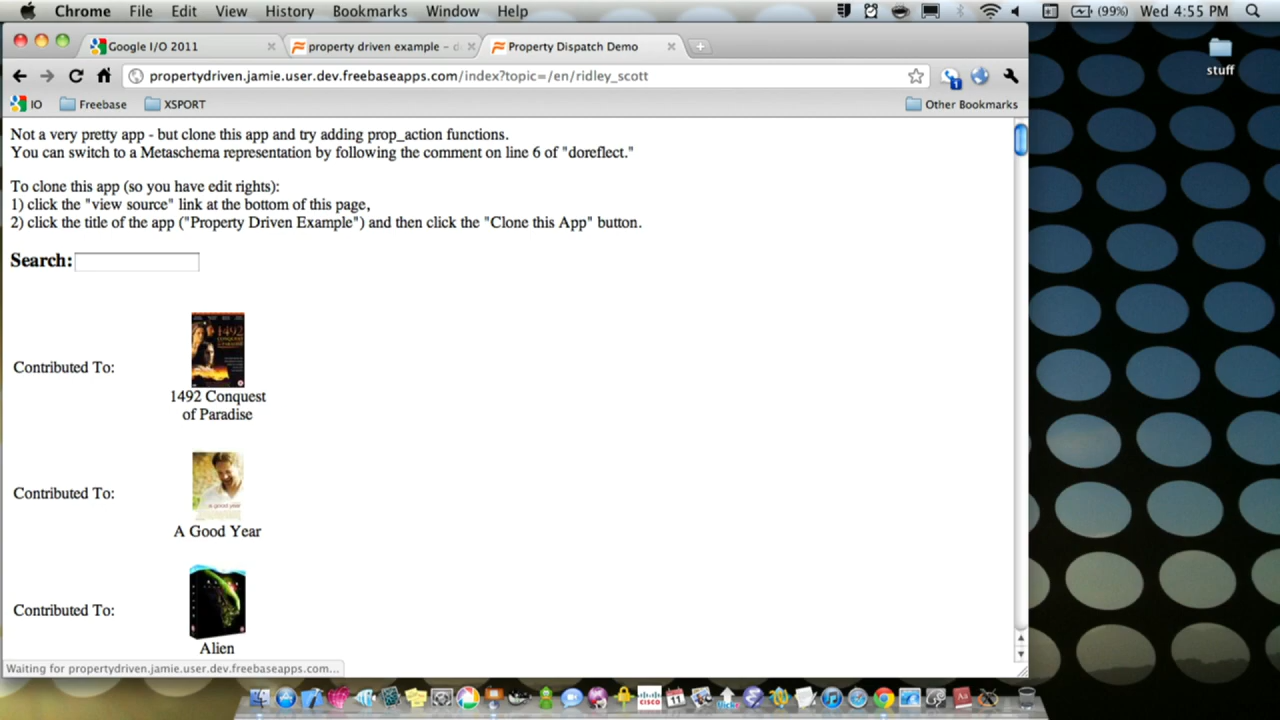 Chrome File Edit View History Bookmarks Window Help (99%) Wed 4:55 PM
Google I/O 2011 property driven example – d Property Dispatch Demo
propertydriven.jamie.user.dev.freebaseapps.com/index?topic=/en/ridley_scott
IO Freebase XSPORT Other Bookmarks
stuff
Not a very pretty app - but clone this app and try adding prop_action functions.
You can switch to a Metaschema representation by following the comment on line 6 of "doreflect."
To clone this app (so you have edit rights):
1) click the "view source" link at the bottom of this page,
2) click the title of the app ("Property Driven Example") and then click the "Clone this App" button.
Search:
1492
Contributed To:
1492 Conquest
of Paradise
a good year
Contributed To:
A Good Year
Contributed To:
Alien
Waiting for propertydriven.jamie.user.dev.freebaseapps.com...
CISCO 11
flickr